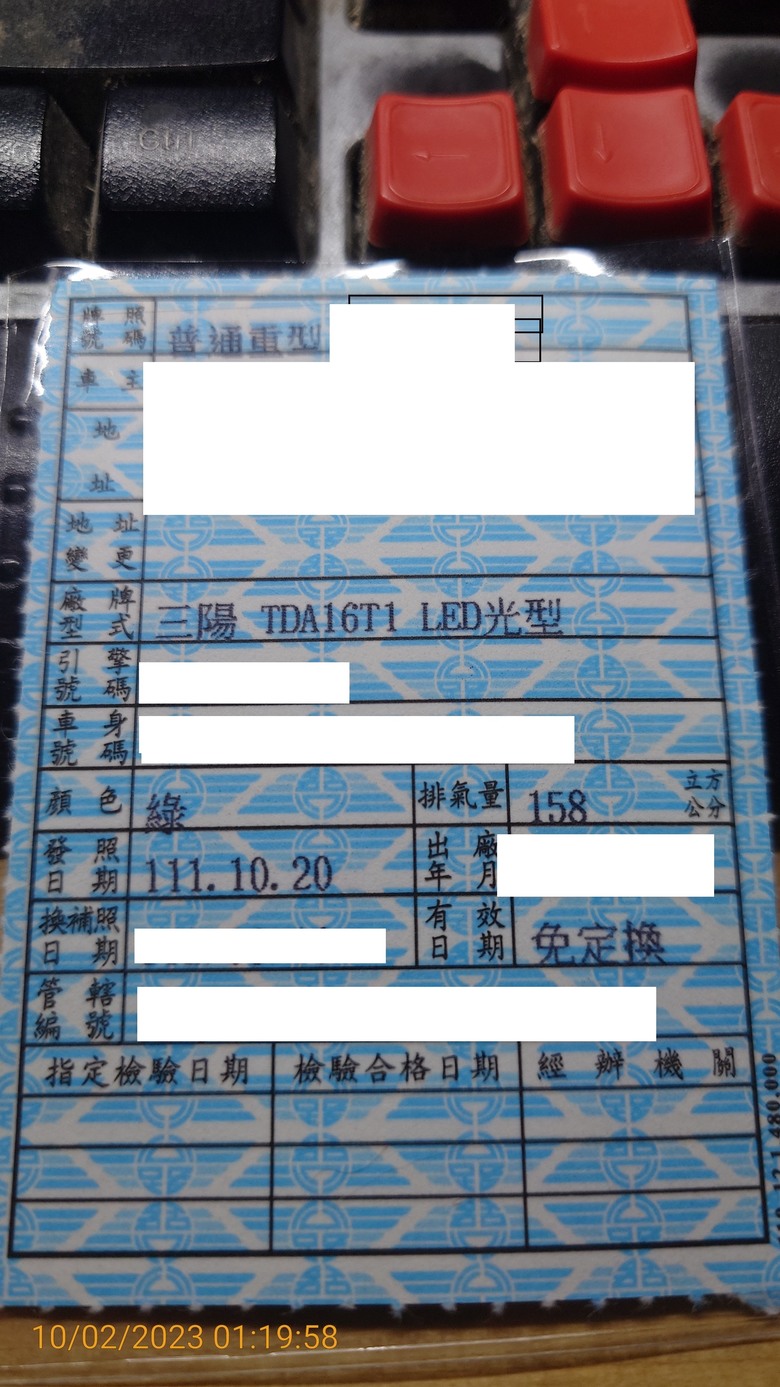 Ctrl
←
↓
牌照號碼 普通重型
車主
地址
地址變更
廠牌型式 三陽 TDA16T1 LED光型
引擎號碼
車身號碼
顏色 綠 排氣量 158 立方公分
發照日期 111.10.20 出廠年月
換補照日期 有效日期 免定換
管轄編號
指定檢驗日期 檢驗合格日期 經辦機關
10/02/2023 01:19:58